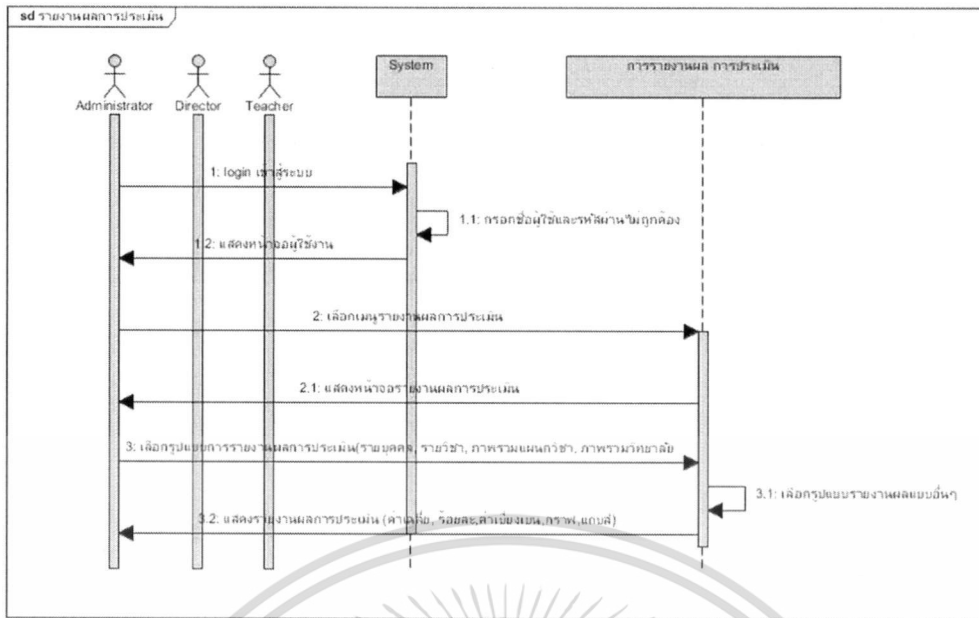 sd รายงานผลการประเมิน
System
การรายงานผล การประเมิน
Administrator
Director
Teacher
1: login เข้าสู่ระบบ
1.1: กรอกชื่อผู้ใช้และรหัสผ่านไม่ถูกต้อง
1.2: แสดงหน้าจอผู้ใช้งาน
2: เลือกเมนูรายงานผลการประเมิน
2.1: แสดงหน้าจอรายงานผลการประเมิน
3: เลือกรูปแบบการรายงานผลการประเมิน(รายบุคคล, รายวิชา, ภาพรวมแผนกวิชา, ภาพรวมวิทยาลัย
3.1: เลือกรูปแบบรายงานผลแบบอื่นๆ
3.2: แสดงรายงานผลการประเมิน (ค่าเฉลี่ย, ร้อยละ,ค่าเบี่ยงเบน,กราฟ,)